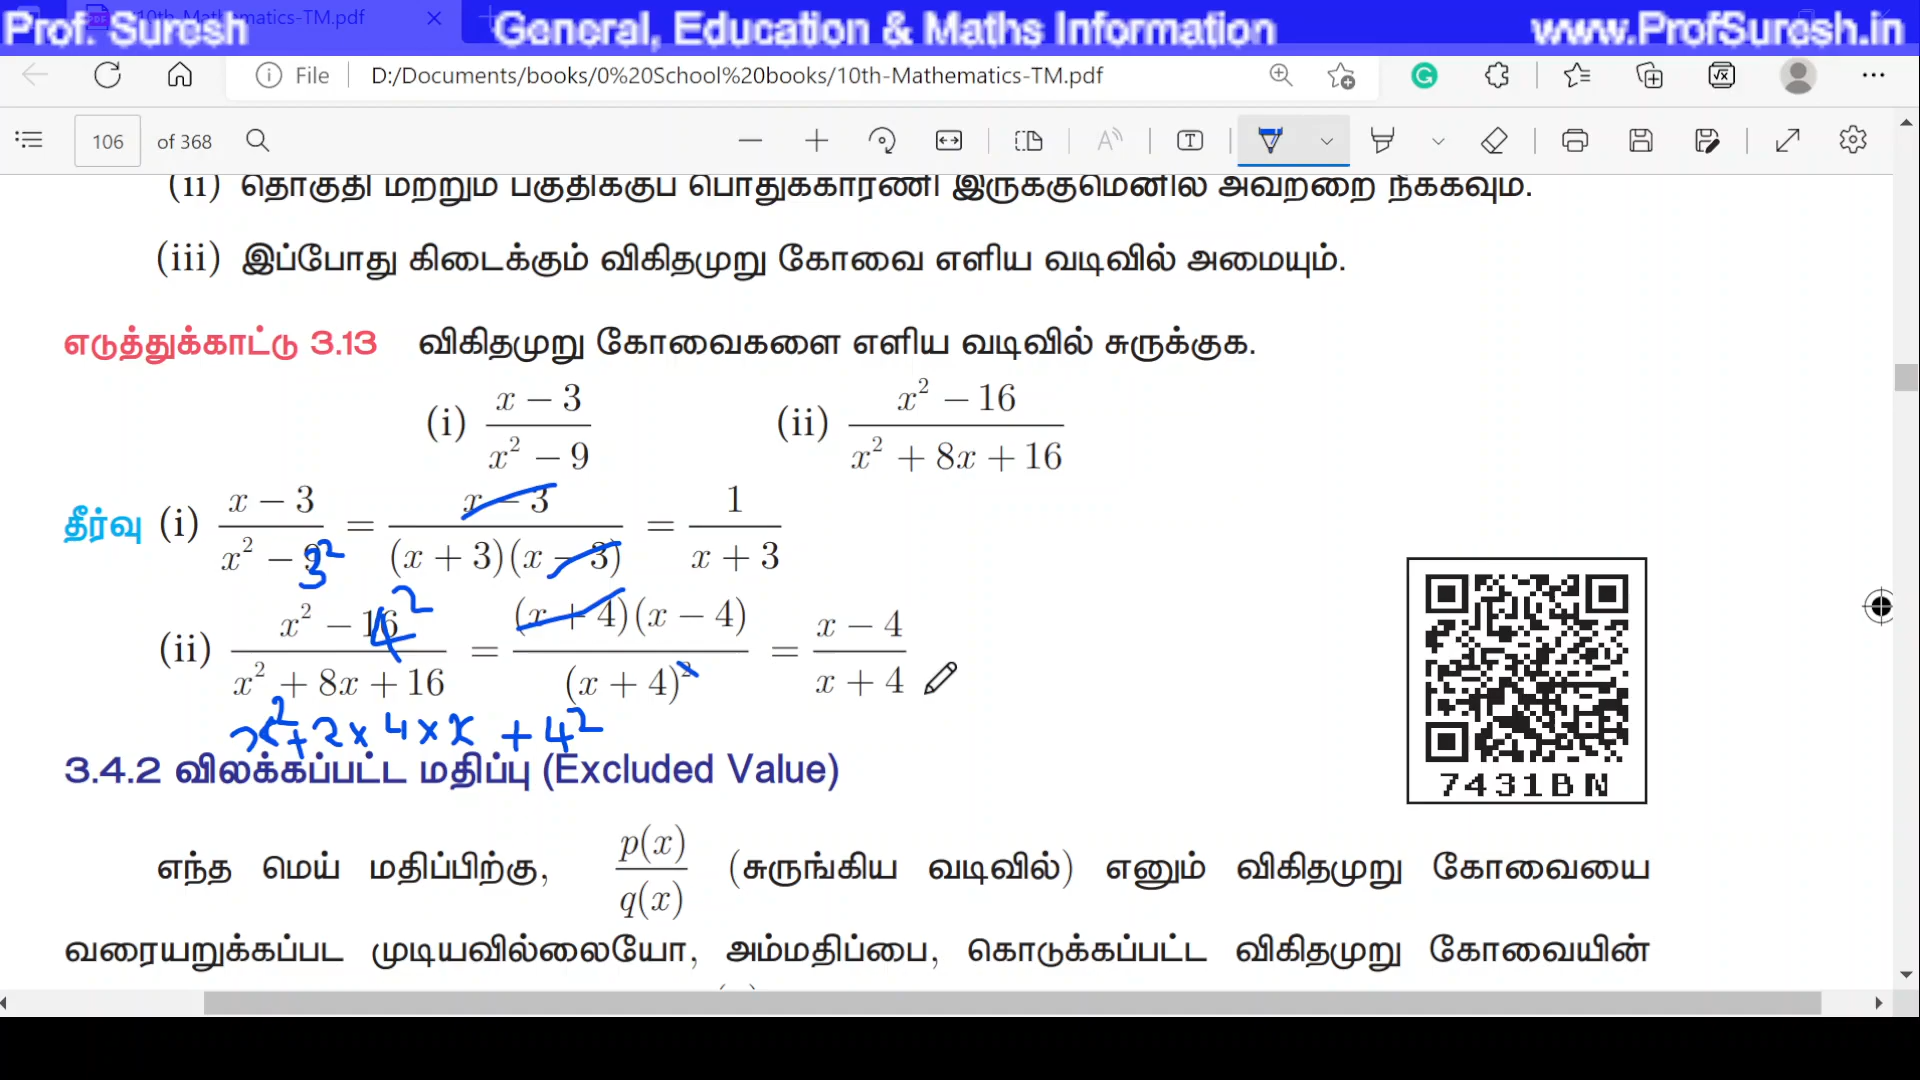 10th-Mathematics-TM.pdf
Prof. Suresh General, Education & Maths Information www.ProfSuresh.in
File D:/Documents/books/0%20School%20books/10th-Mathematics-TM.pdf
106 of 368
(ii) தொகுதி மற்றும் பகுதிக்குப் பொதுக்காரணி இருக்குமெனில் அவற்றை நீக்கவும்.
(iii) இப்போது கிடைக்கும் விகிதமுறு கோவை எளிய வடிவில் அமையும்.
எடுத்துக்காட்டு 3.13 விகிதமுறு கோவைகளை எளிய வடிவில் சுருக்குக.
(i) (x − 3)/(x² − 9) (ii) (x² − 16)/(x² + 8x + 16)
தீர்வு (i) (x − 3)/(x² − 9) = (x − 3)/((x + 3)(x − 3)) = 1/(x + 3)
3²
4²
(ii) (x² − 16)/(x² + 8x + 16) = ((x + 4)(x − 4))/((x + 4)²) = (x − 4)/(x + 4)
x² + 2 × 4 × x + 4²
7431BN
3.4.2 விலக்கப்பட்ட மதிப்பு (Excluded Value)
எந்த மெய் மதிப்பிற்கு, p(x)/q(x) (சுருங்கிய வடிவில்) எனும் விகிதமுறு கோவையை
வரையறுக்கப்பட முடியவில்லையோ, அம்மதிப்பை, கொடுக்கப்பட்ட விகிதமுறு கோவையின்